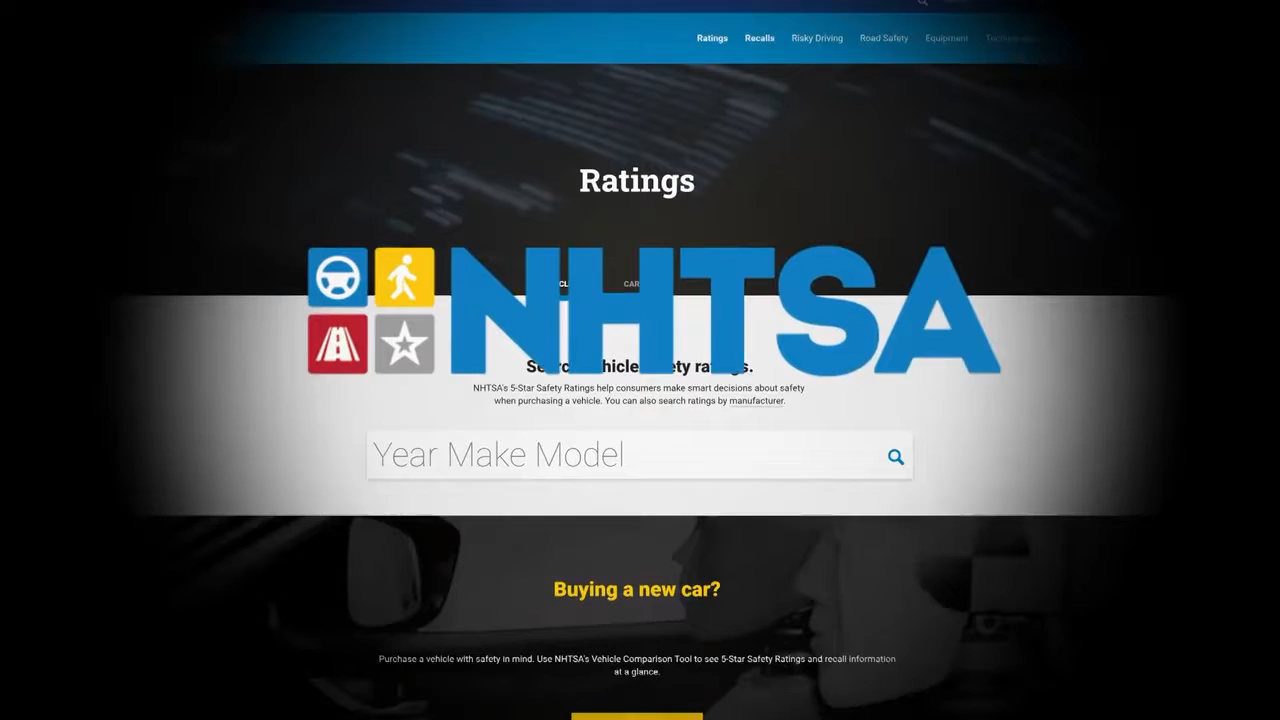 Ratings Recalls Risky Driving Road Safety Equipment
Ratings
NHTSA
NHTSA's 5-Star Safety Ratings help consumers make smart decisions about safety
when purchasing a vehicle. You can also search ratings by manufacturer.
Year Make Model
Buying a new car?
Purchase a vehicle with safety in mind. Use NHTSA's Vehicle Comparison Tool to see 5-Star Safety Ratings and recall information
at a glance.